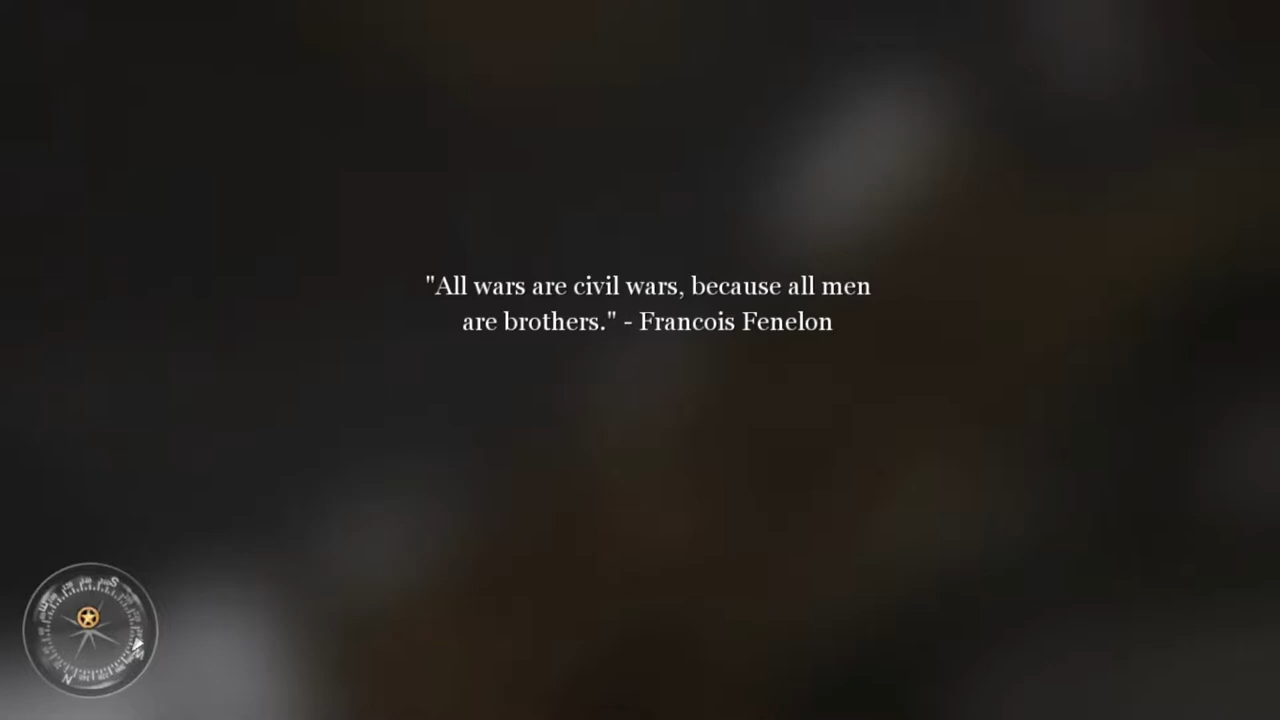 "All wars are civil wars, because all men
are brothers." - Francois Fenelon
S
N